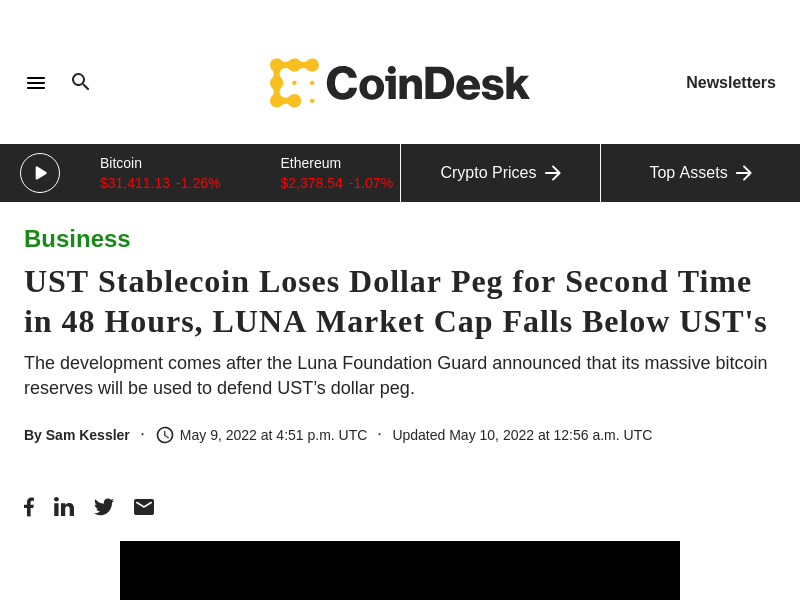 CoinDesk
Newsletters
Bitcoin
$31,411.13 -1.26%
Ethereum
$2,378.54 -1.07%
Crypto Prices
Top Assets
Business
UST Stablecoin Loses Dollar Peg for Second Time
in 48 Hours, LUNA Market Cap Falls Below UST's
The development comes after the Luna Foundation Guard announced that its massive bitcoin
reserves will be used to defend UST’s dollar peg.
By Sam Kessler · May 9, 2022 at 4:51 p.m. UTC · Updated May 10, 2022 at 12:56 a.m. UTC